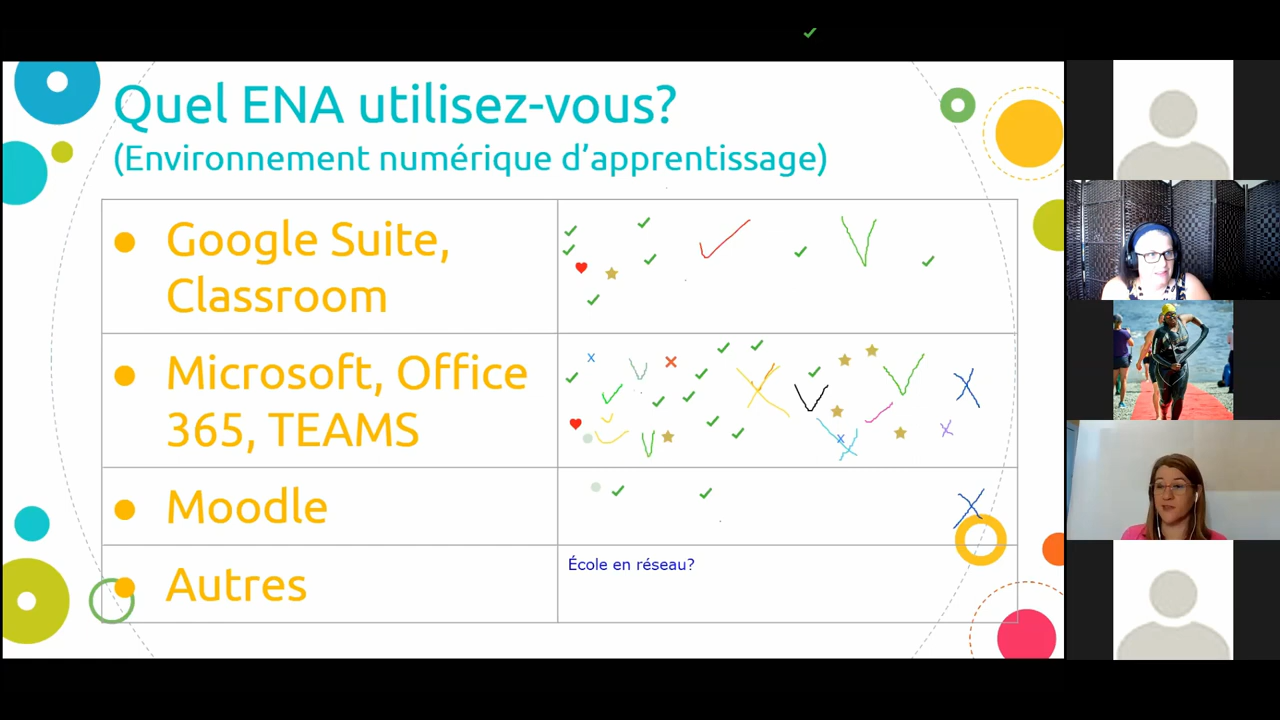 Quel ENA utilisez-vous?
(Environnement numérique d'apprentissage)
Google Suite,
Classroom
Microsoft, Office
365, TEAMS
Moodle
Autres
École en réseau?